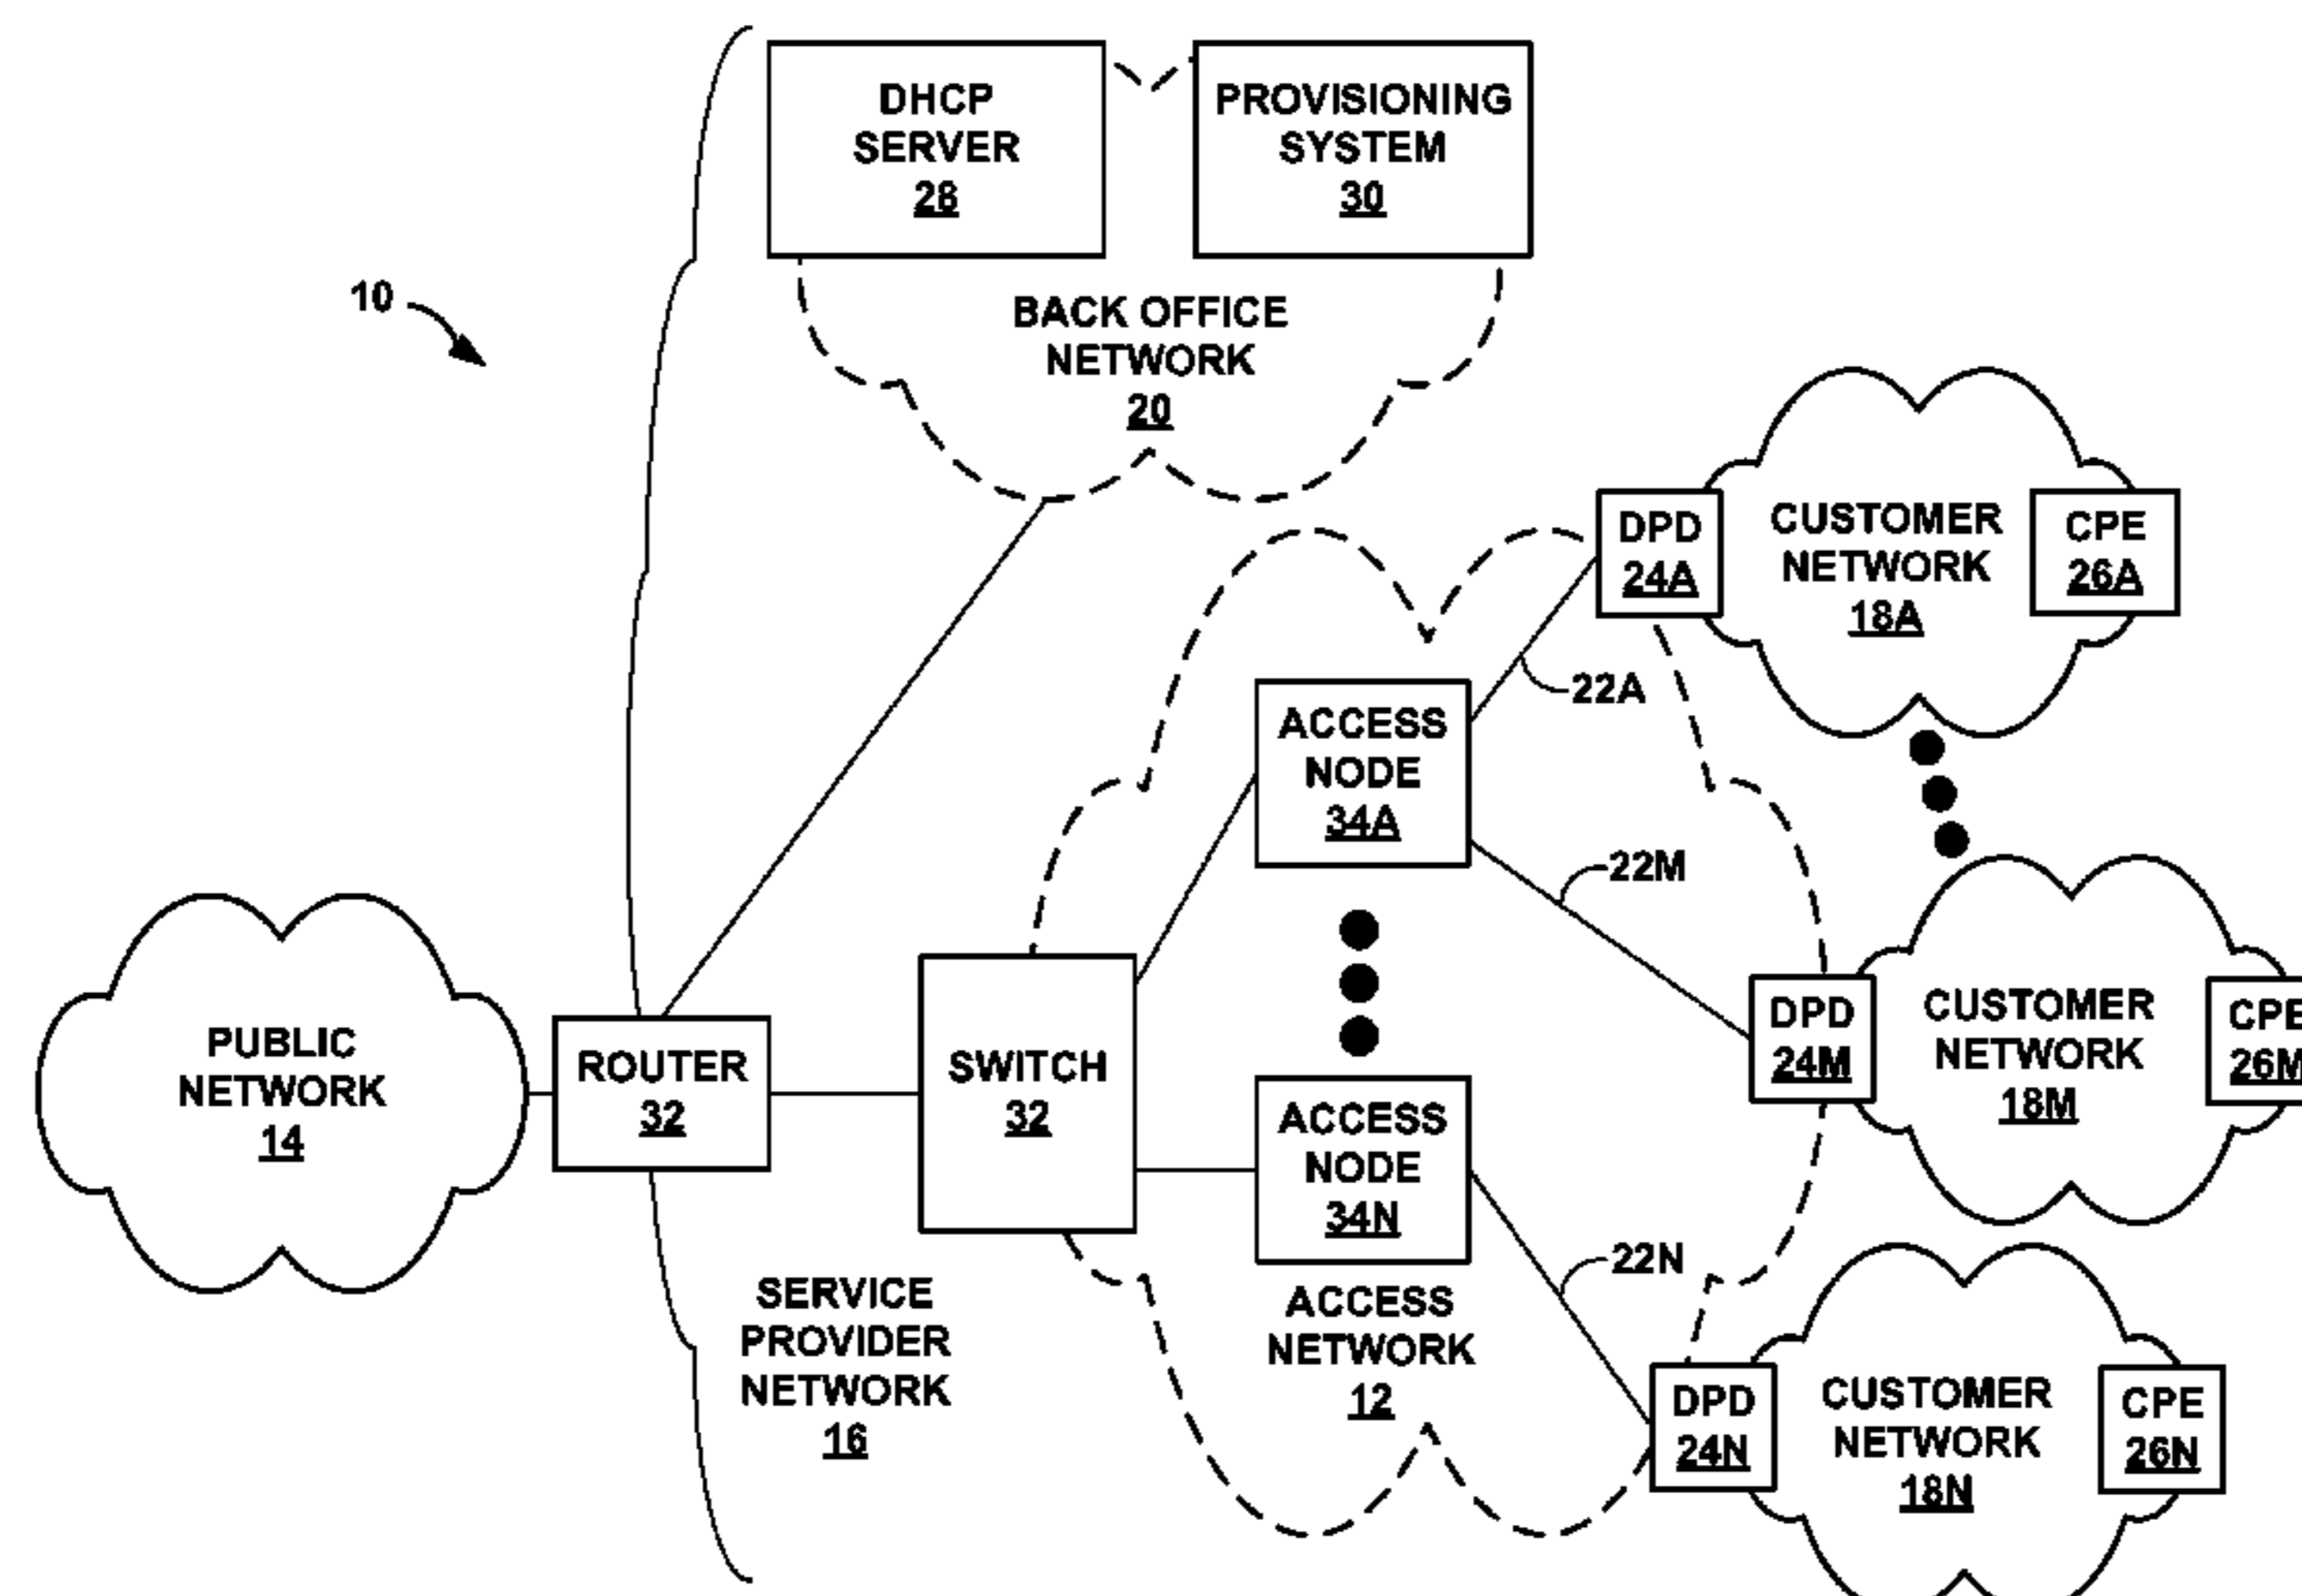 DHCP
SERVER
28
PROVISIONING
SYSTEM
30
10
BACK OFFICE
NETWORK
20
DPD
24A
CUSTOMER
NETWORK
18A
CPE
26A
22A
ACCESS
NODE
34A
22M
PUBLIC
NETWORK
14
ROUTER
32
SWITCH
32
DPD
24M
CUSTOMER
NETWORK
18M
CPE
26M
ACCESS
NODE
34N
22N
SERVICE
PROVIDER
NETWORK
16
ACCESS
NETWORK
12
DPD
24N
CUSTOMER
NETWORK
18N
CPE
26N